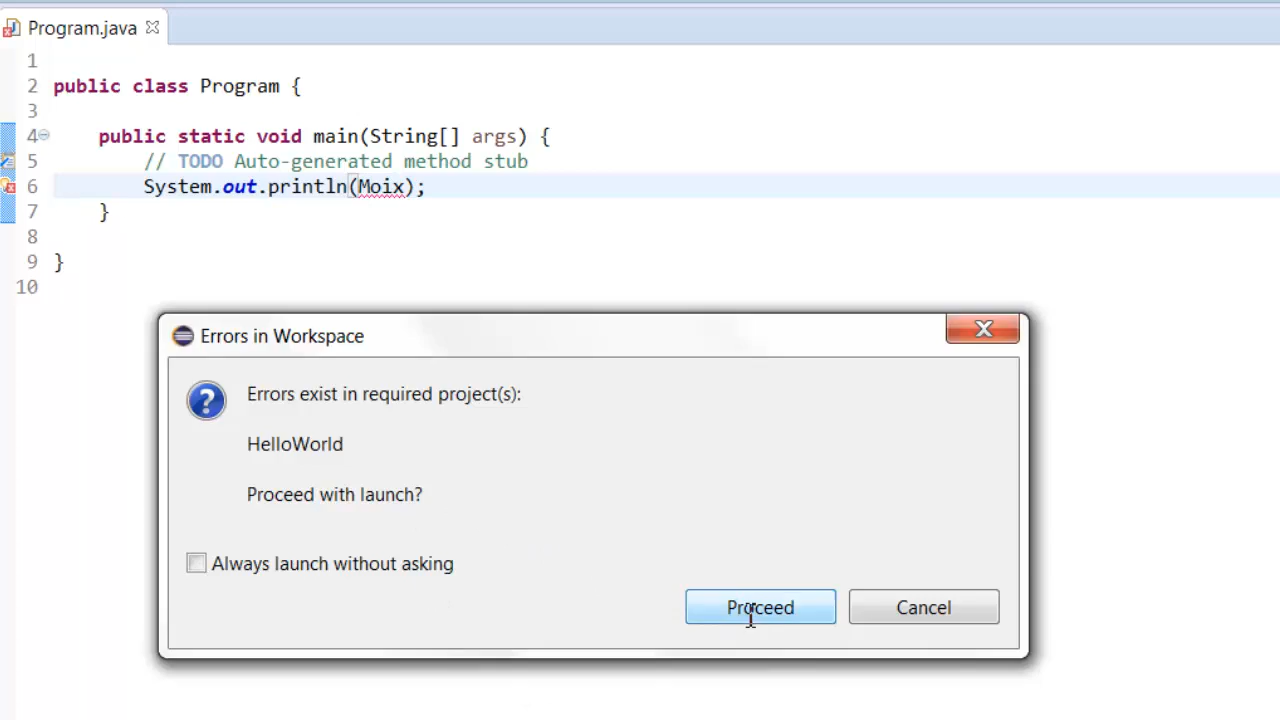 Program.java
1
2 public class Program {
3
4 public static void main(String[] args) {
5 // TODO Auto-generated method stub
6 System.out.println(Moix);
7 }
8
9 }
10
Errors in Workspace
Errors exist in required project(s):
HelloWorld
Proceed with launch?
Always launch without asking
Proceed Cancel